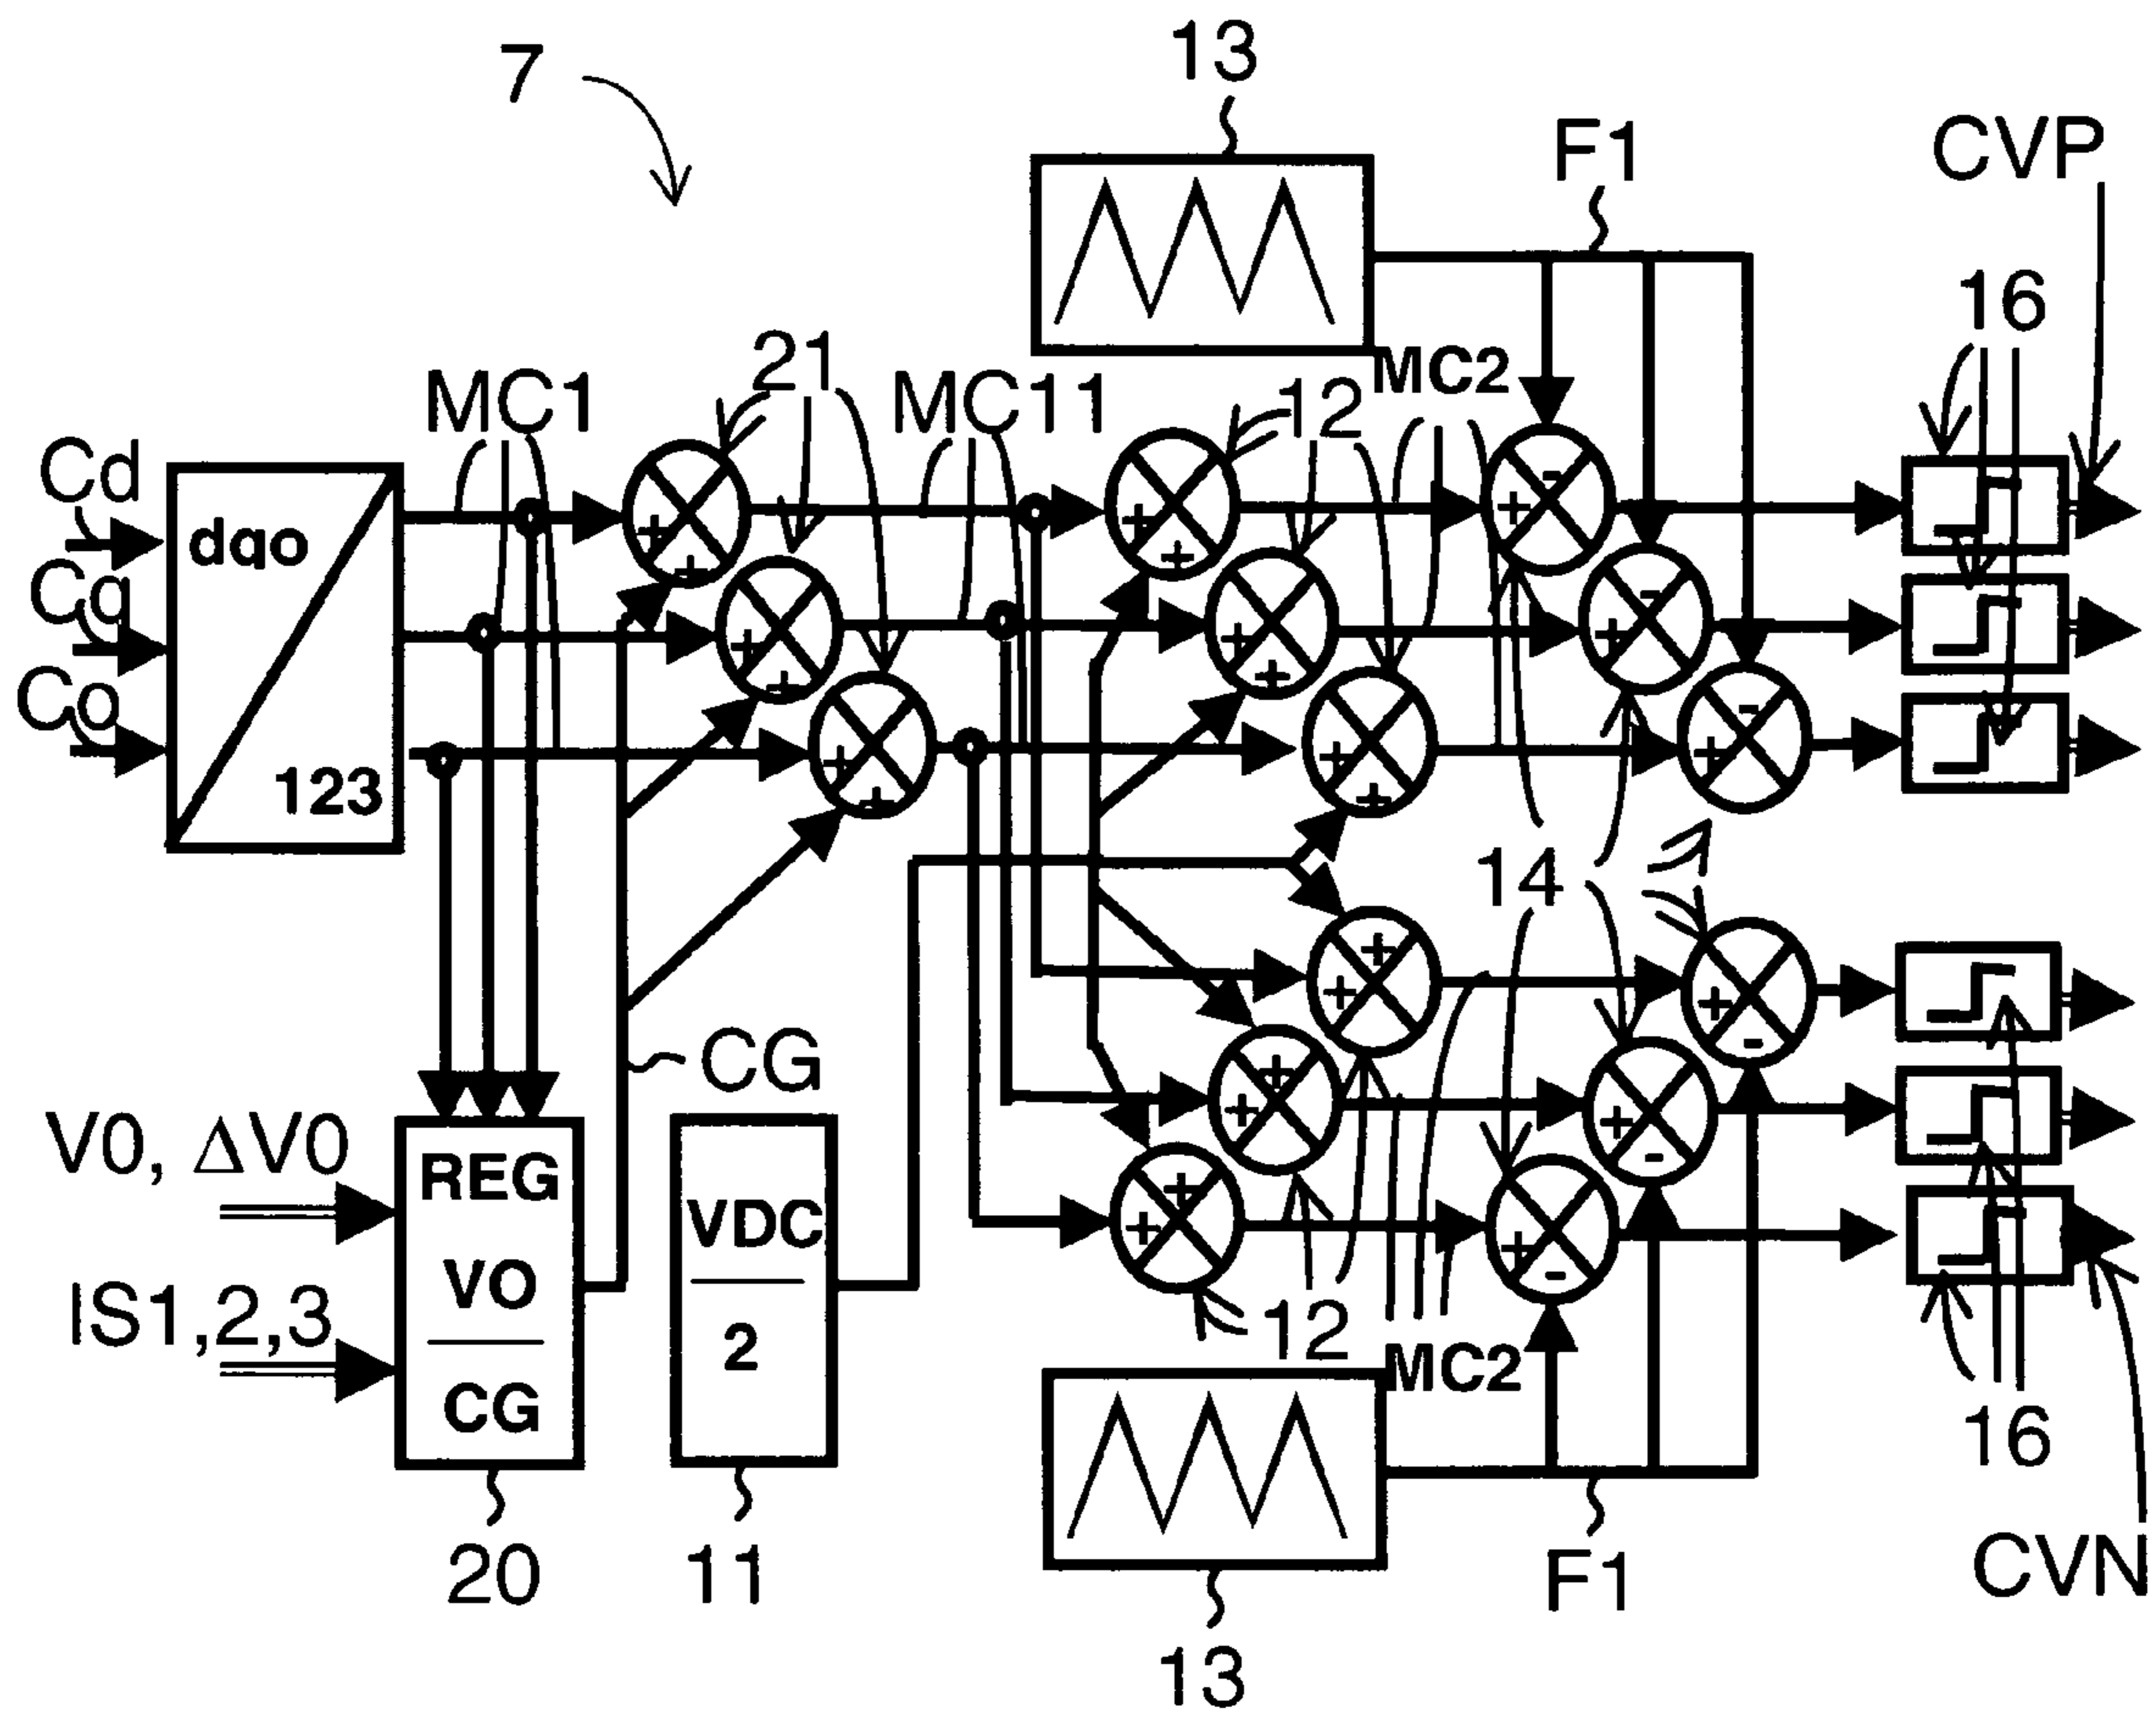 7
13
F1
CVP
16
21
MC2
MC1
MC11
12
Cd
dqo
Cq
Co
123
14
CG
V0, ΔV0
REG
VO
CG
VDC
2
IS1,2,3
12
MC2
16
20
11
F1
CVN
13